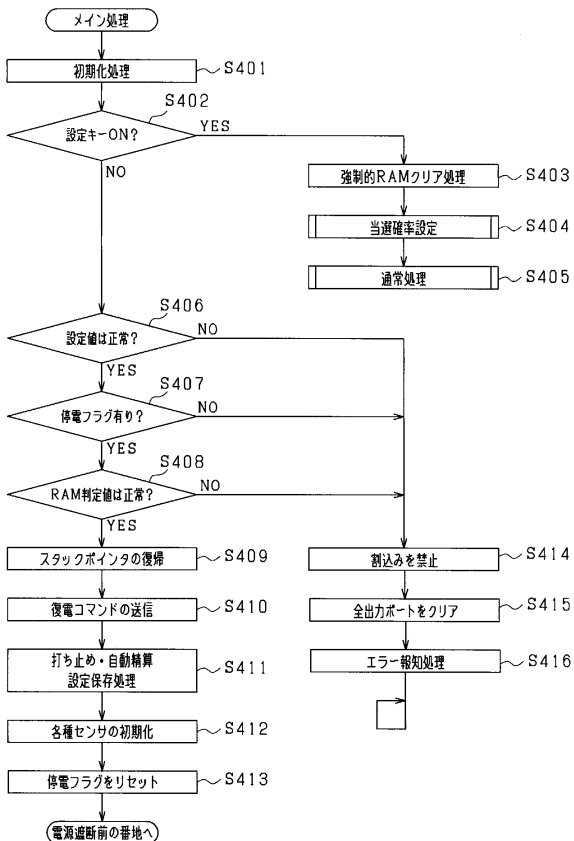 メイン処理
初期化処理
S401
S402
設定キーON?
YES
NO
強制的RAMクリア処理
S403
当選確率設定
S404
通常処理
S405
S406
設定値は正常?
NO
YES
S407
停電フラグ有り?
NO
YES
S408
RAM判定値は正常?
NO
YES
スタックポインタの復帰
S409
復電コマンドの送信
S410
打ち止め・自動精算
設定保存処理
S411
各種センサの初期化
S412
停電フラグをリセット
S413
電源遮断前の番地へ
割込みを禁止
S414
全出力ポートをクリア
S415
エラー報知処理
S416